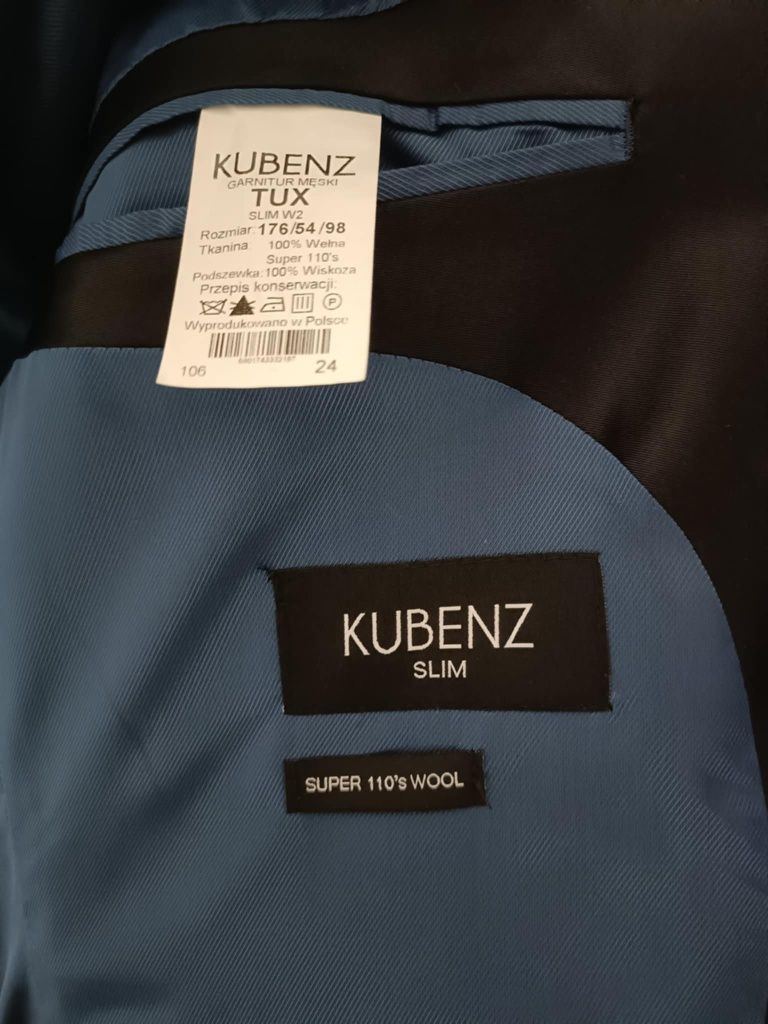 KUBENZ
GARNITUR MĘSKI
TUX
SLIM W2
Rozmiar: 176/54/98
Tkanina: 100% Wełna
Super 110's
Podszewka: 100% Wiskoza
Przepis konserwacji:
P
Wyprodukowano w Polsce
106 24
KUBENZ
SLIM
SUPER 110's WOOL